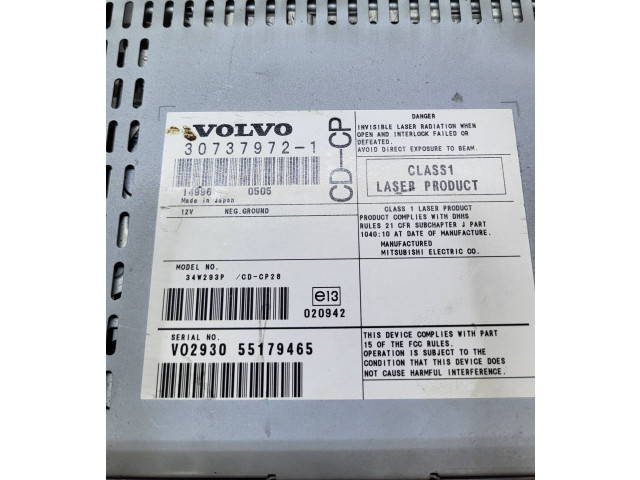 VOLVO
30737972-1
CD-CP
14996 0505
Made in Japan
12V NEG.GROUND
MODEL NO.
34W293P /CD-CP28
e13
020942
SERIAL NO.
VO2930 55179465
DANGER
INVISIBLE LASER RADIATION WHEN
OPEN AND INTERLOCK FAILED OR
DEFEATED.
AVOID DIRECT EXPOSURE TO BEAM.
CLASS1
LASER PRODUCT
CLASS 1 LASER PRODUCT
PRODUCT COMPLIES WITH DHHS
RULES 21 CFR SUBCHAPTER J PART
1040:10 AT DATE OF MANUFACTURE.
MANUFACTURED
MITSUBISHI ELECTRIC CO.
THIS DEVICE COMPLIES WITH PART
15 OF THE FCC RULES.
OPERATION IS SUBJECT TO THE
CONDITION THAT THIS DEVICE DOES
NOT CAUSE HARMFUL INTERFERENCE.